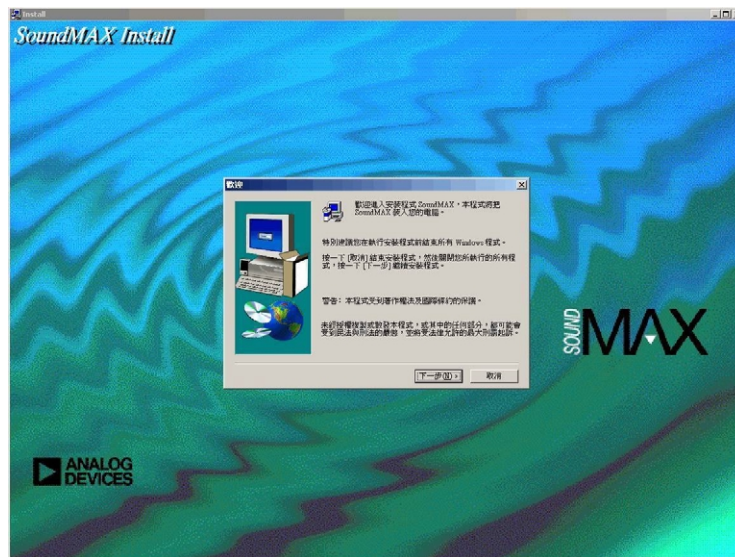 Install
SoundMAX Install
歡迎
歡迎進入安裝程式 SoundMAX，本程式將把
SoundMAX 裝入您的電腦。
特別建議您在執行安裝程式前結束所有 Windows 程式。
按一下 [取消] 結束安裝程式，然後關閉您所執行的所有程
式，按一下 [下一步] 繼續安裝程式。
警告：本程式受到著作權法及國際條約的保護。
未經授權複製或散發本程式，或其中的任何部分，都可能會
受到民法與刑法的嚴懲，並將受法律允許的最大刑罰起訴。
下一步(N) >
取消
SOUND
MAX
ANALOG
DEVICES